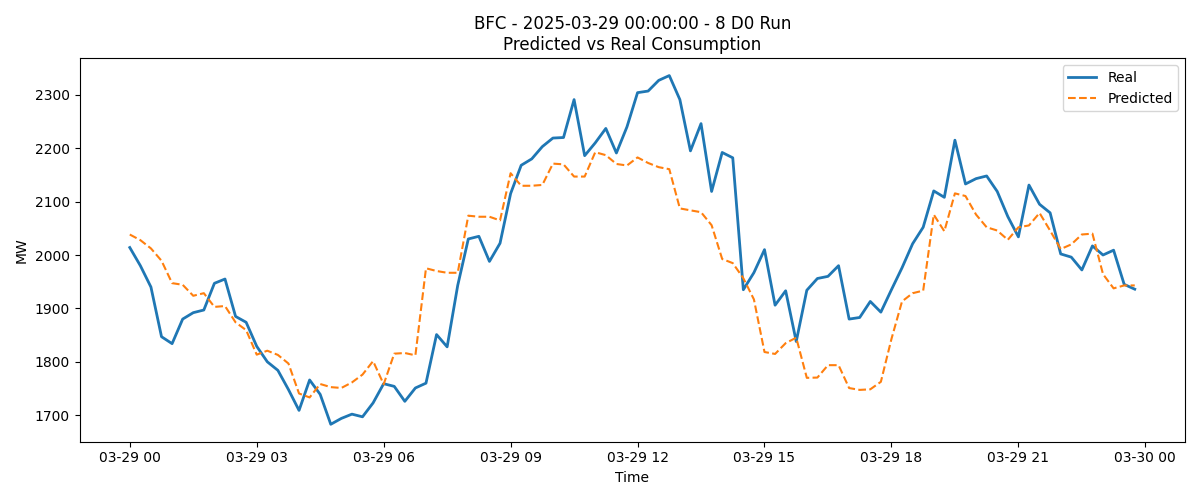 BFC - 2025-03-29 00:00:00 - 8 D0 Run
Predicted vs Real Consumption
Real
Predicted
MW
2300
2200
2100
2000
1900
1800
1700
03-29 00
03-29 03
03-29 06
03-29 09
03-29 12
03-29 15
03-29 18
03-29 21
03-30 00
Time